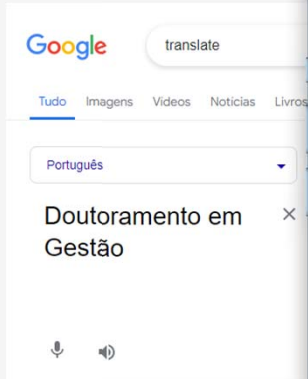 Google translate
Tudo Imagens Vídeos Notícias Livros
Português
Doutoramento em
Gestão